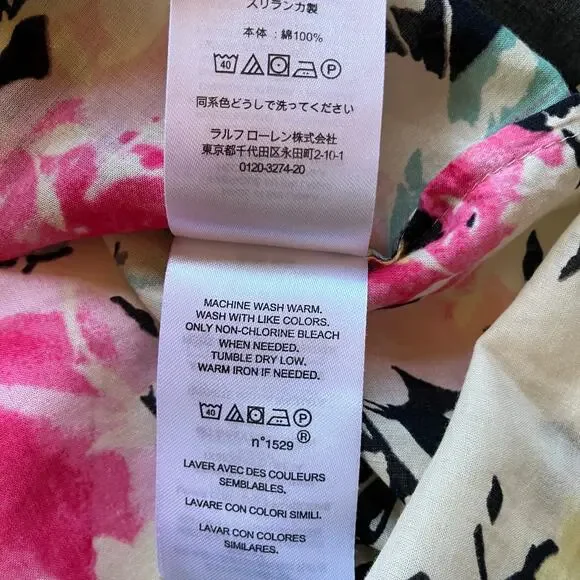 スリランカ製
本体：綿100%
40 P
同系色どうしで洗ってください
ラルフ ローレン株式会社
東京都千代田区永田町2-10-1
0120-3274-20
MACHINE WASH WARM.
WASH WITH LIKE COLORS.
ONLY NON-CHLORINE BLEACH
WHEN NEEDED.
TUMBLE DRY LOW.
WARM IRON IF NEEDED.
40 P
n°1529 ®
LAVER AVEC DES COULEURS
SEMBLABLES.
LAVARE CON COLORI SIMILI.
LAVAR CON COLORES
SIMILARES.